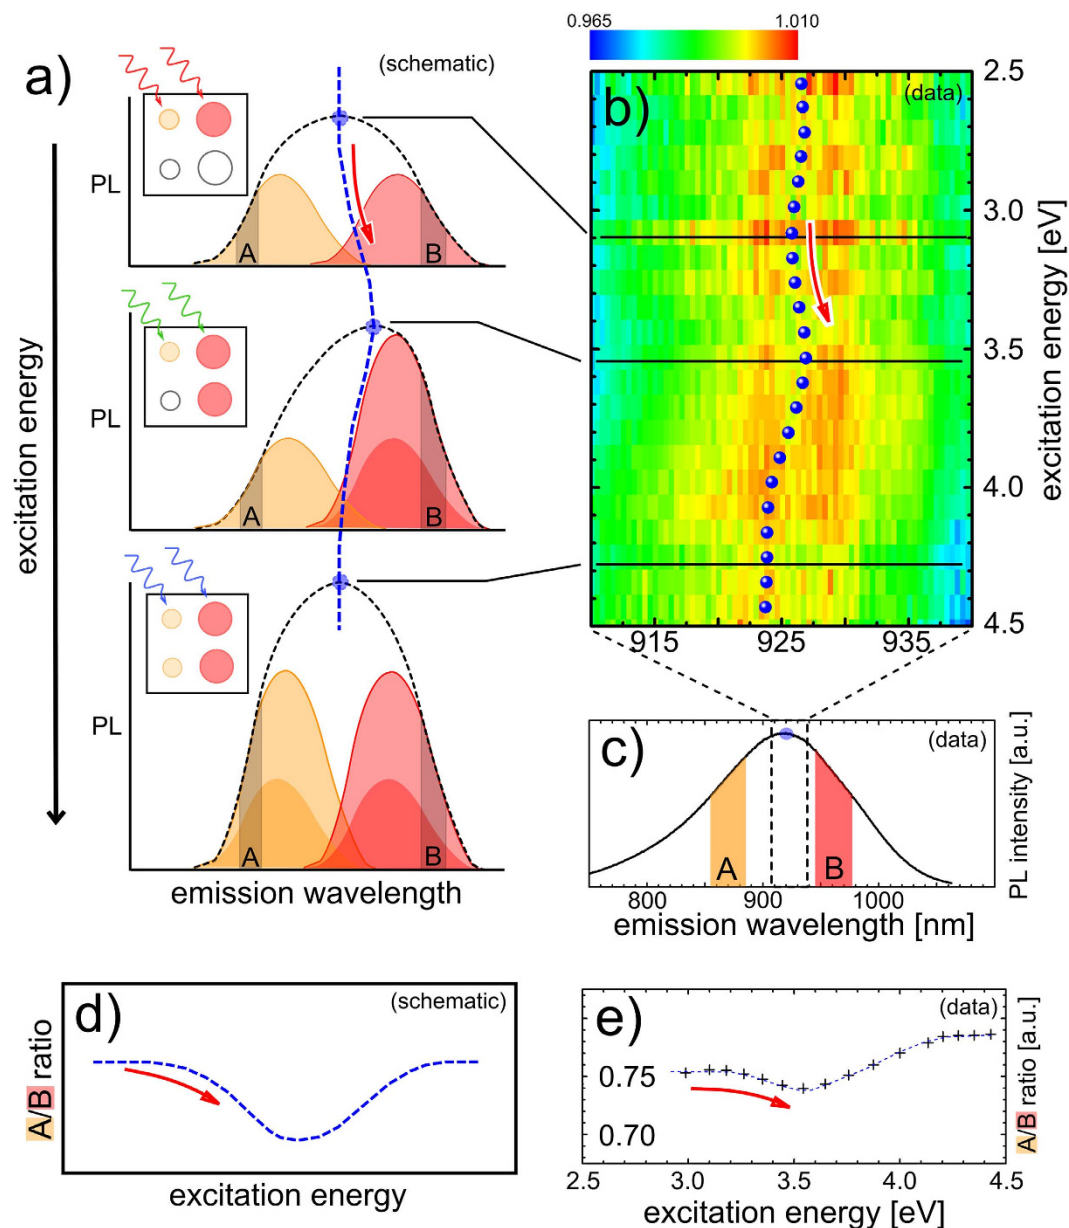 a)
(schematic)
PL
A
B
PL
A
B
PL
A
B
excitation energy
emission wavelength
0.965
1.010
b)
(data)
2.5
3.0
3.5
4.0
4.5
excitation energy [eV]
915
925
935
c)
(data)
A
B
PL intensity [a.u.]
800
900
1000
emission wavelength [nm]
d)
(schematic)
A/B ratio
excitation energy
e)
(data)
0.75
0.70
A/B ratio [a.u.]
2.5
3.0
3.5
4.0
4.5
excitation energy [eV]